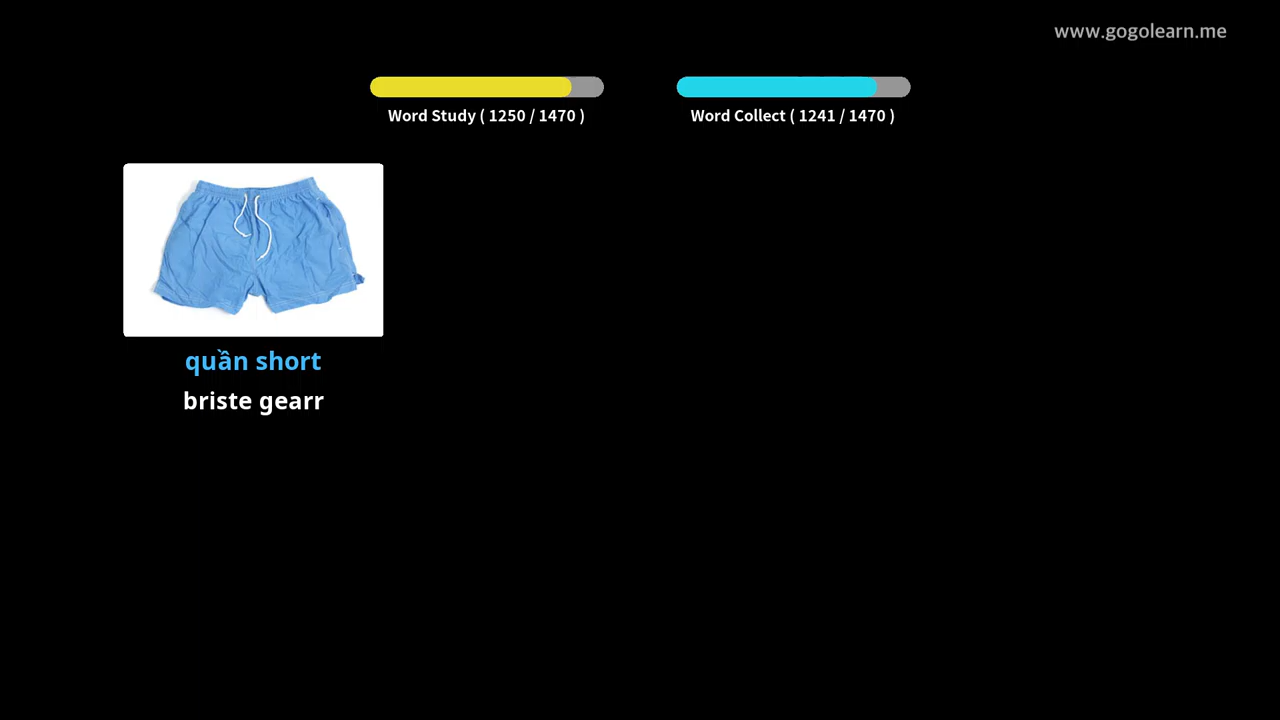 www.gogolearn.me
Word Study ( 1250 / 1470 )
Word Collect ( 1241 / 1470 )
quần short
briste gearr